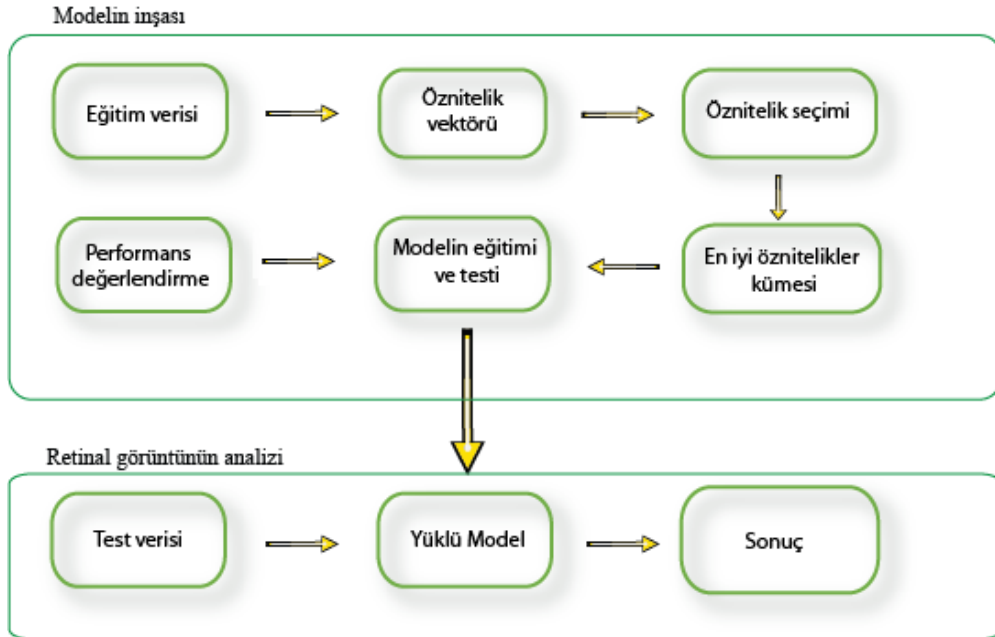 Modelin inşası
Eğitim verisi
Öznitelik
vektörü
Öznitelik seçimi
Performans
değerlendirme
Modelin eğitimi
ve testi
En iyi öznitelikler
kümesi
Retinal görüntünün analizi
Test verisi
Yüklü Model
Sonuç